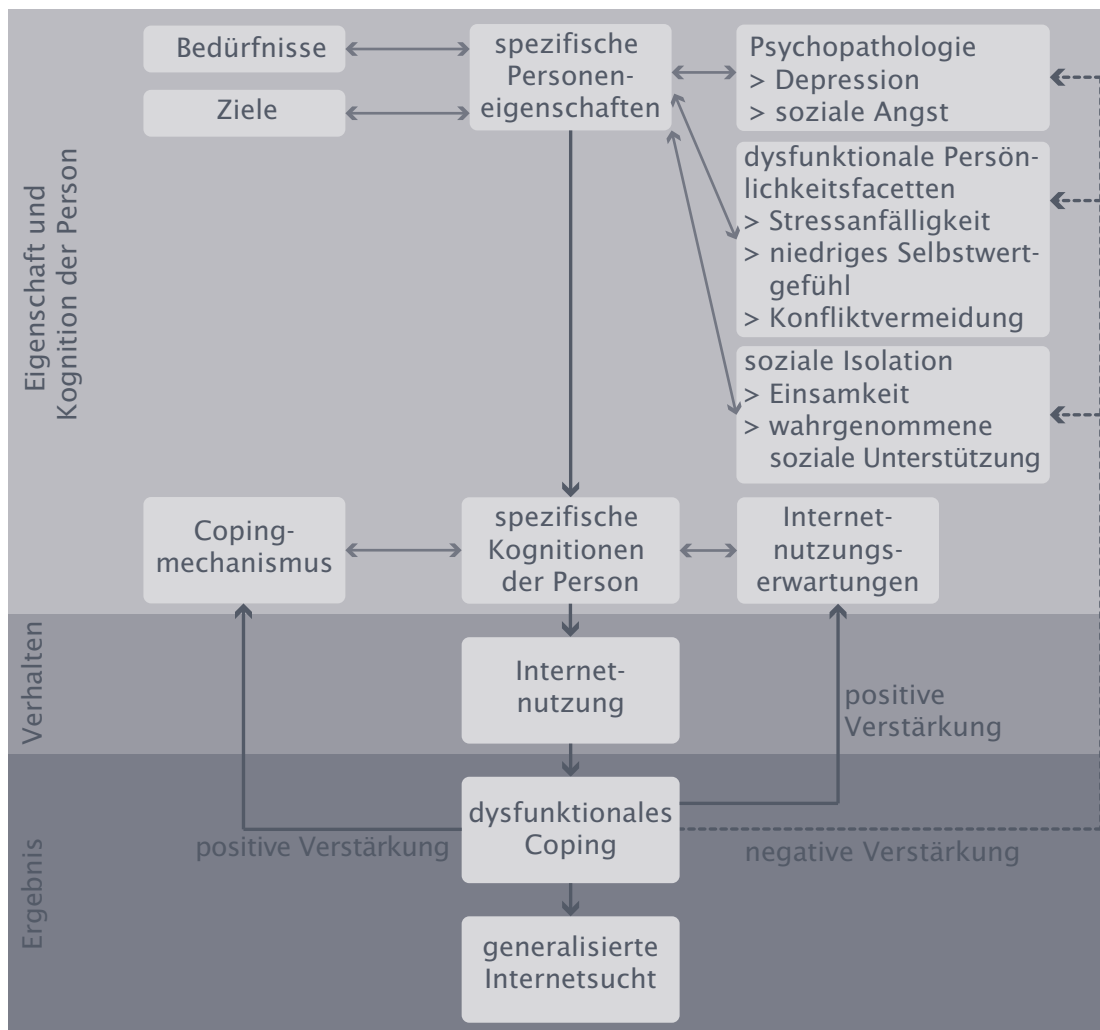 Bedürfnisse
Ziele
spezifische
Personen-
eigenschaften
Psychopathologie
> Depression
> soziale Angst
dysfunktionale Persön-
lichkeitsfacetten
> Stressanfälligkeit
> niedriges Selbstwert-
gefühl
> Konfliktvermeidung
soziale Isolation
> Einsamkeit
> wahrgenommene
soziale Unterstützung
Eigenschaft und
Kognition der Person
Coping-
mechanismus
spezifische
Kognitionen
der Person
Internet-
nutzungs-
erwartungen
Verhalten
Internet-
nutzung
positive
Verstärkung
Ergebnis
positive Verstärkung
dysfunktionales
Coping
negative Verstärkung
generalisierte
Internetsucht